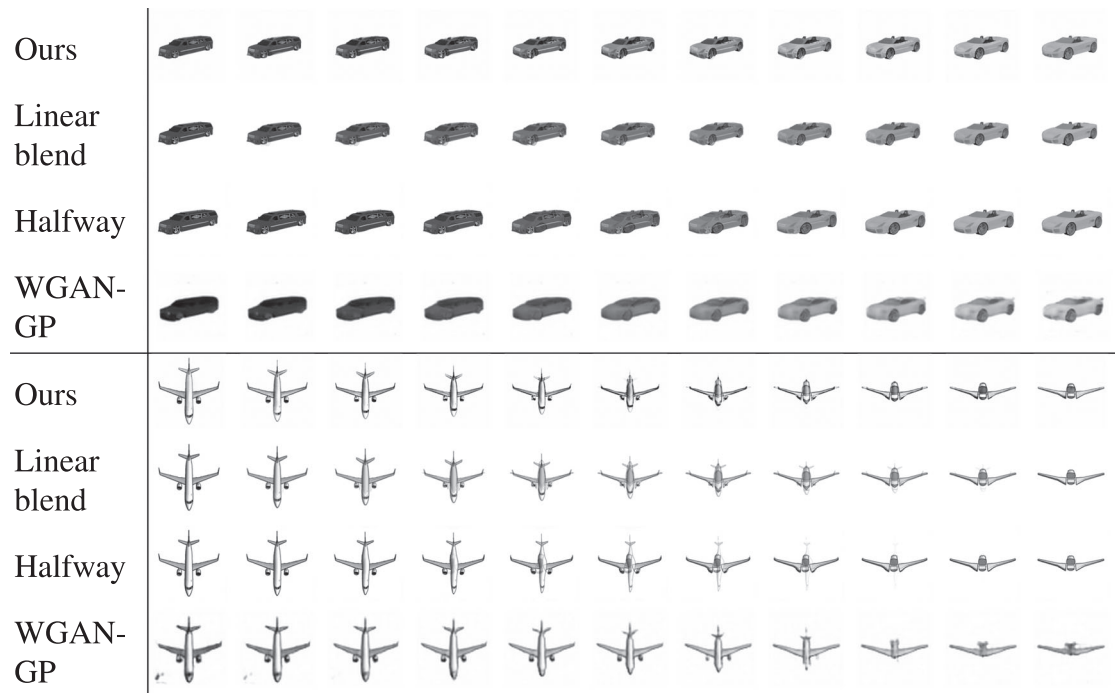 Ours
Linear
blend
Halfway
WGAN-
GP
Ours
Linear
blend
Halfway
WGAN-
GP